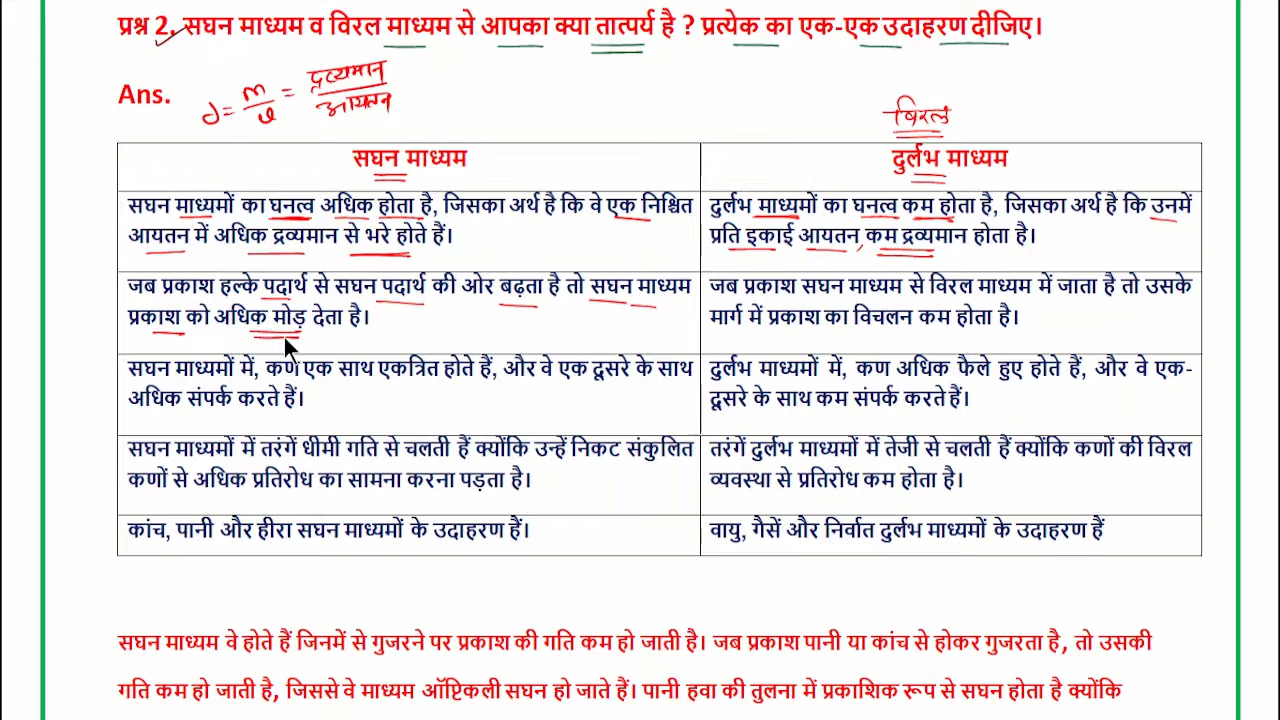 प्रश्न 2. सघन माध्यम व विरल माध्यम से आपका क्या तात्पर्य है ? प्रत्येक का एक-एक उदाहरण दीजिए।
Ans.
d = m/v = द्रव्यमान/आयतन
विरल
सघन माध्यम
दुर्लभ माध्यम
सघन माध्यमों का घनत्व अधिक होता है, जिसका अर्थ है कि वे एक निश्चित
आयतन में अधिक द्रव्यमान से भरे होते हैं।
दुर्लभ माध्यमों का घनत्व कम होता है, जिसका अर्थ है कि उनमें
प्रति इकाई आयतन कम द्रव्यमान होता है।
जब प्रकाश हल्के पदार्थ से सघन पदार्थ की ओर बढ़ता है तो सघन माध्यम
प्रकाश को अधिक मोड़ देता है।
जब प्रकाश सघन माध्यम से विरल माध्यम में जाता है तो उसके
मार्ग में प्रकाश का विचलन कम होता है।
सघन माध्यमों में, कण एक साथ एकत्रित होते हैं, और वे एक दूसरे के साथ
अधिक संपर्क करते हैं।
दुर्लभ माध्यमों में, कण अधिक फैले हुए होते हैं, और वे एक-
दूसरे के साथ कम संपर्क करते हैं।
सघन माध्यमों में तरंगें धीमी गति से चलती हैं क्योंकि उन्हें निकट संकुलित
कणों से अधिक प्रतिरोध का सामना करना पड़ता है।
तरंगें दुर्लभ माध्यमों में तेजी से चलती हैं क्योंकि कणों की विरल
व्यवस्था से प्रतिरोध कम होता है।
कांच, पानी और हीरा सघन माध्यमों के उदाहरण हैं।
वायु, गैसें और निर्वात दुर्लभ माध्यमों के उदाहरण हैं
सघन माध्यम वे होते हैं जिनमें से गुजरने पर प्रकाश की गति कम हो जाती है। जब प्रकाश पानी या कांच से होकर गुजरता है, तो उसकी
गति कम हो जाती है, जिससे वे माध्यम ऑप्टिकली सघन हो जाते हैं। पानी हवा की तुलना में प्रकाशिक रूप से सघन होता है क्योंकि